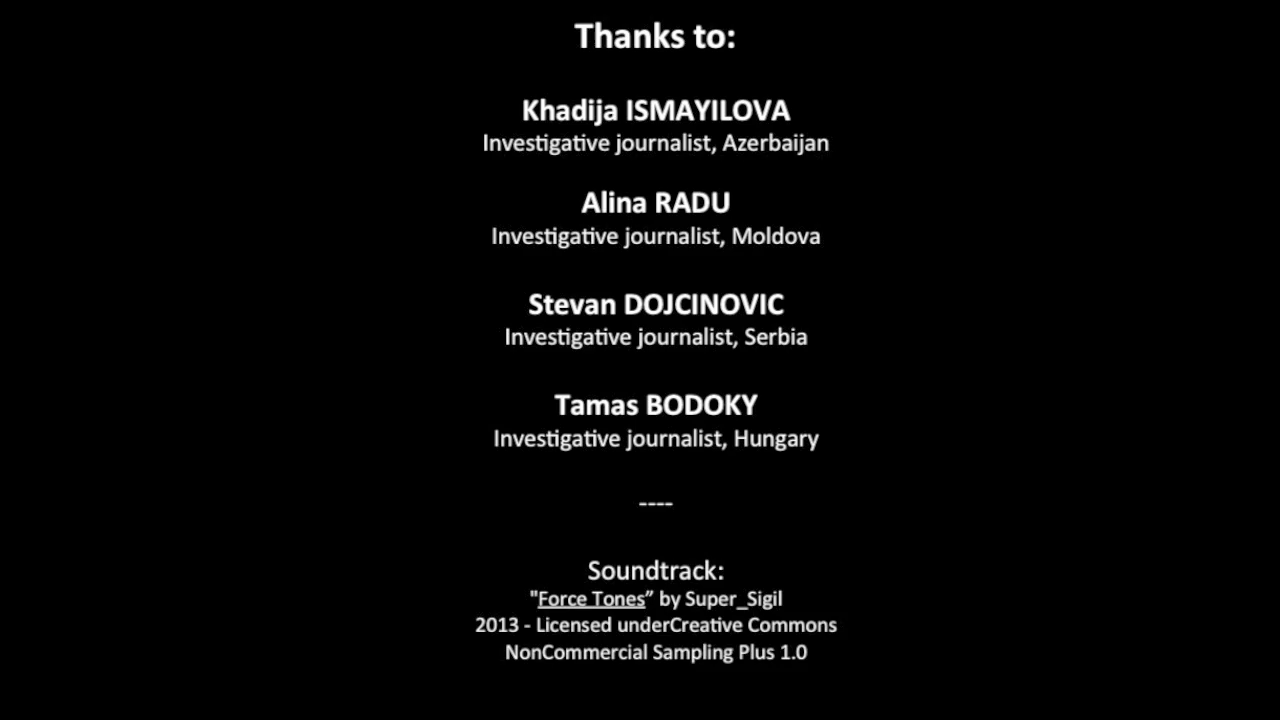 Thanks to:
Khadija ISMAYILOVA
Investigative journalist, Azerbaijan
Alina RADU
Investigative journalist, Moldova
Stevan DOJCINOVIC
Investigative journalist, Serbia
Tamas BODOKY
Investigative journalist, Hungary
----
Soundtrack:
"Force Tones” by Super_Sigil
2013 - Licensed underCreative Commons
NonCommercial Sampling Plus 1.0